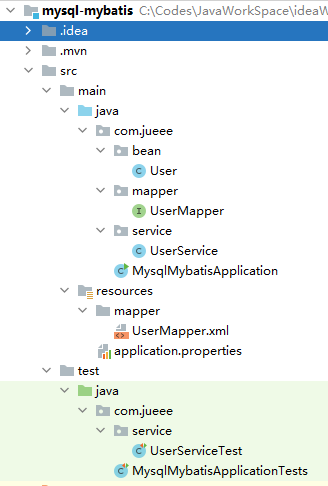 mysql-mybatis C:\Codes\JavaWorkSpace\ideaW
.idea
.mvn
src
main
java
com.jueee
bean
User
mapper
UserMapper
service
UserService
MysqlMybatisApplication
resources
mapper
UserMapper.xml
application.properties
test
java
com.jueee
service
UserServiceTest
MysqlMybatisApplicationTests